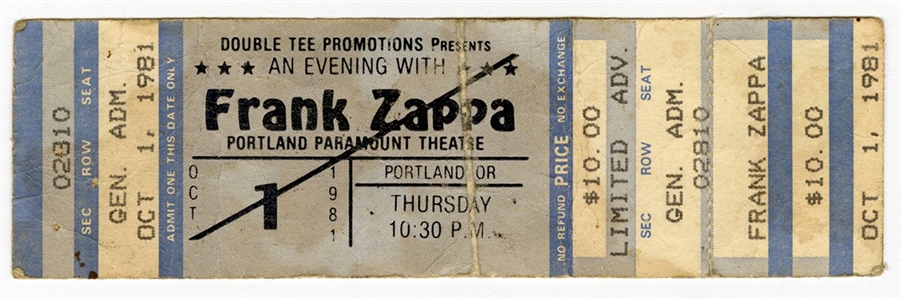 02810
SEC ROW SEAT
GEN. ADM.
OCT 1, 1981
ADMIT ONE THIS DATE ONLY
DOUBLE TEE PROMOTIONS PRESENTS
★ ★ ★ ★ AN EVENING WITH ★ ★ ★ ★
Frank Zappa
PORTLAND PARAMOUNT THEATRE
OCT
1
1981
PORTLAND OR
THURSDAY
10:30 P.M.
NO REFUND PRICE NO EXCHANGE
$10.00
LIMITED ADV.
SEC ROW SEAT
GEN. ADM.
02810
FRANK ZAPPA
$10.00
OCT 1, 1981